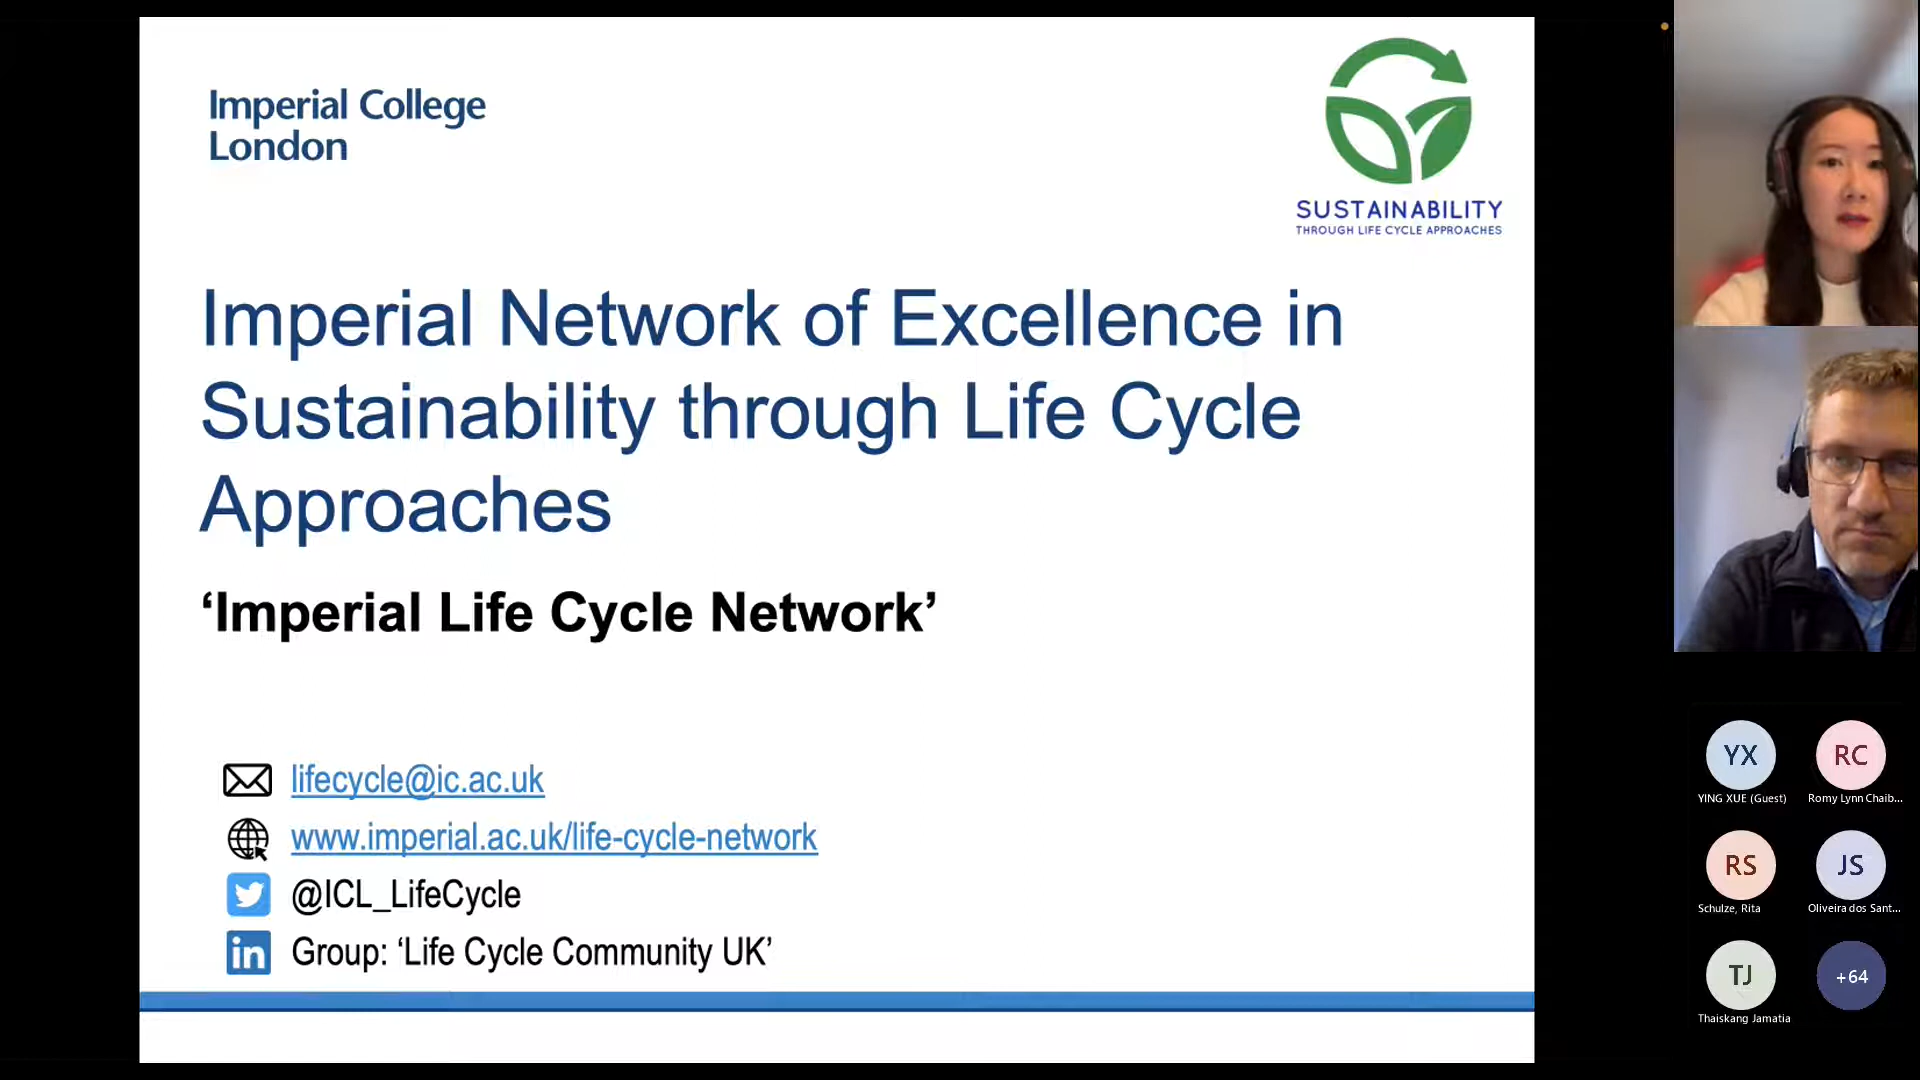 Imperial College
London
SUSTAINABILITY
THROUGH LIFE CYCLE APPROACHES
Imperial Network of Excellence in
Sustainability through Life Cycle
Approaches
‘Imperial Life Cycle Network’
lifecycle@ic.ac.uk
www.imperial.ac.uk/life-cycle-network
@ICL_LifeCycle
in Group: ‘Life Cycle Community UK’
YX
RC
YING XUE (Guest)
Romy Lynn Chaib...
RS
JS
Schulze, Rita
Oliveira dos Sant...
TJ
+64
Thaiskang Jamatia